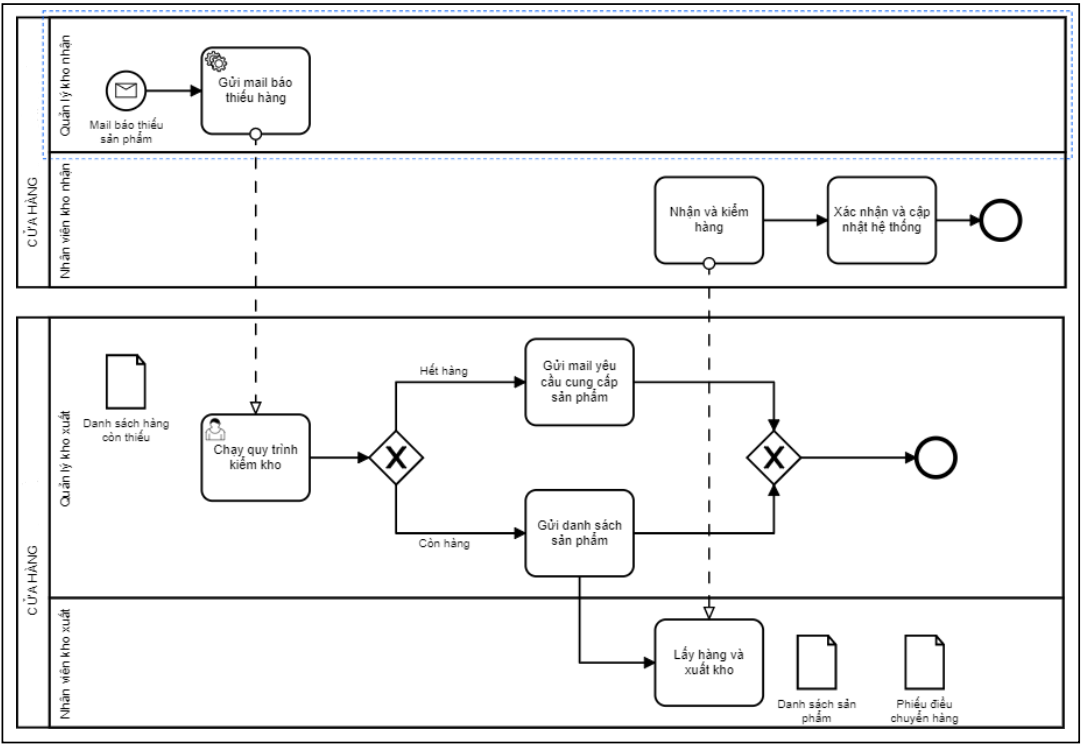 CỬA HÀNG
Quản lý kho nhận
Mail báo thiếu
sản phẩm
Gửi mail báo
thiếu hàng
Nhân viên kho nhận
Nhận và kiểm
hàng
Xác nhận và cập
nhật hệ thống
CỬA HÀNG
Quản lý kho xuất
Danh sách hàng
còn thiếu
Chạy quy trình
kiểm kho
Hết hàng
Gửi mail yêu
cầu cung cấp
sản phẩm
Còn hàng
Gửi danh sách
sản phẩm
Nhân viên kho xuất
Lấy hàng và
xuất kho
Danh sách sản
phẩm
Phiếu điều
chuyển hàng